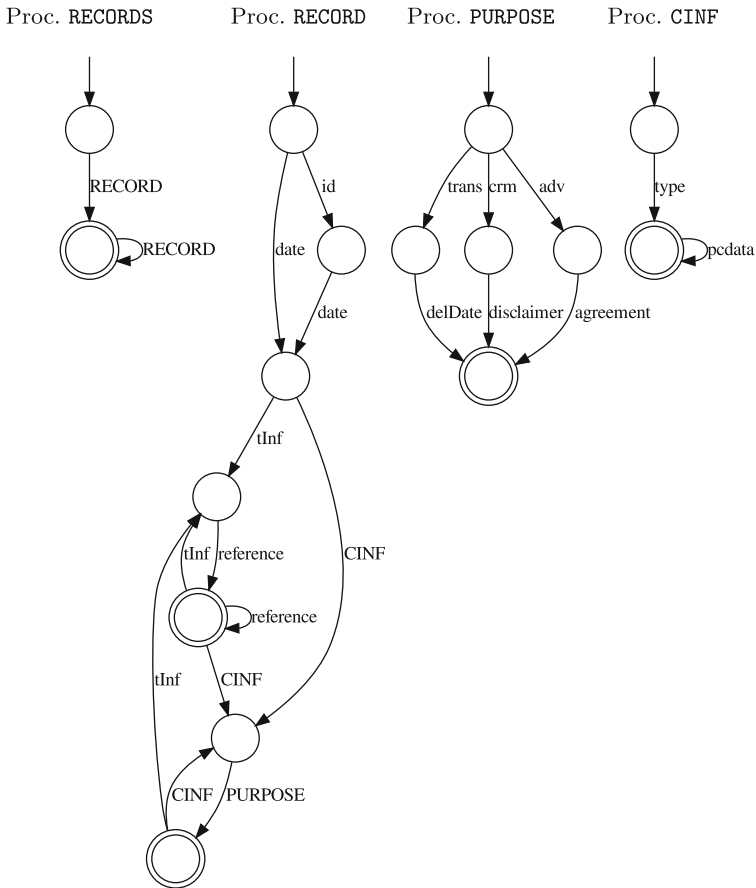 Proc. RECORDS Proc. RECORD Proc. PURPOSE Proc. CINF
RECORD id trans crm adv type
RECORD date pcdata
date delDate disclaimer agreement
tInf
tInf reference CINF
reference
tInf CINF
CINF PURPOSE